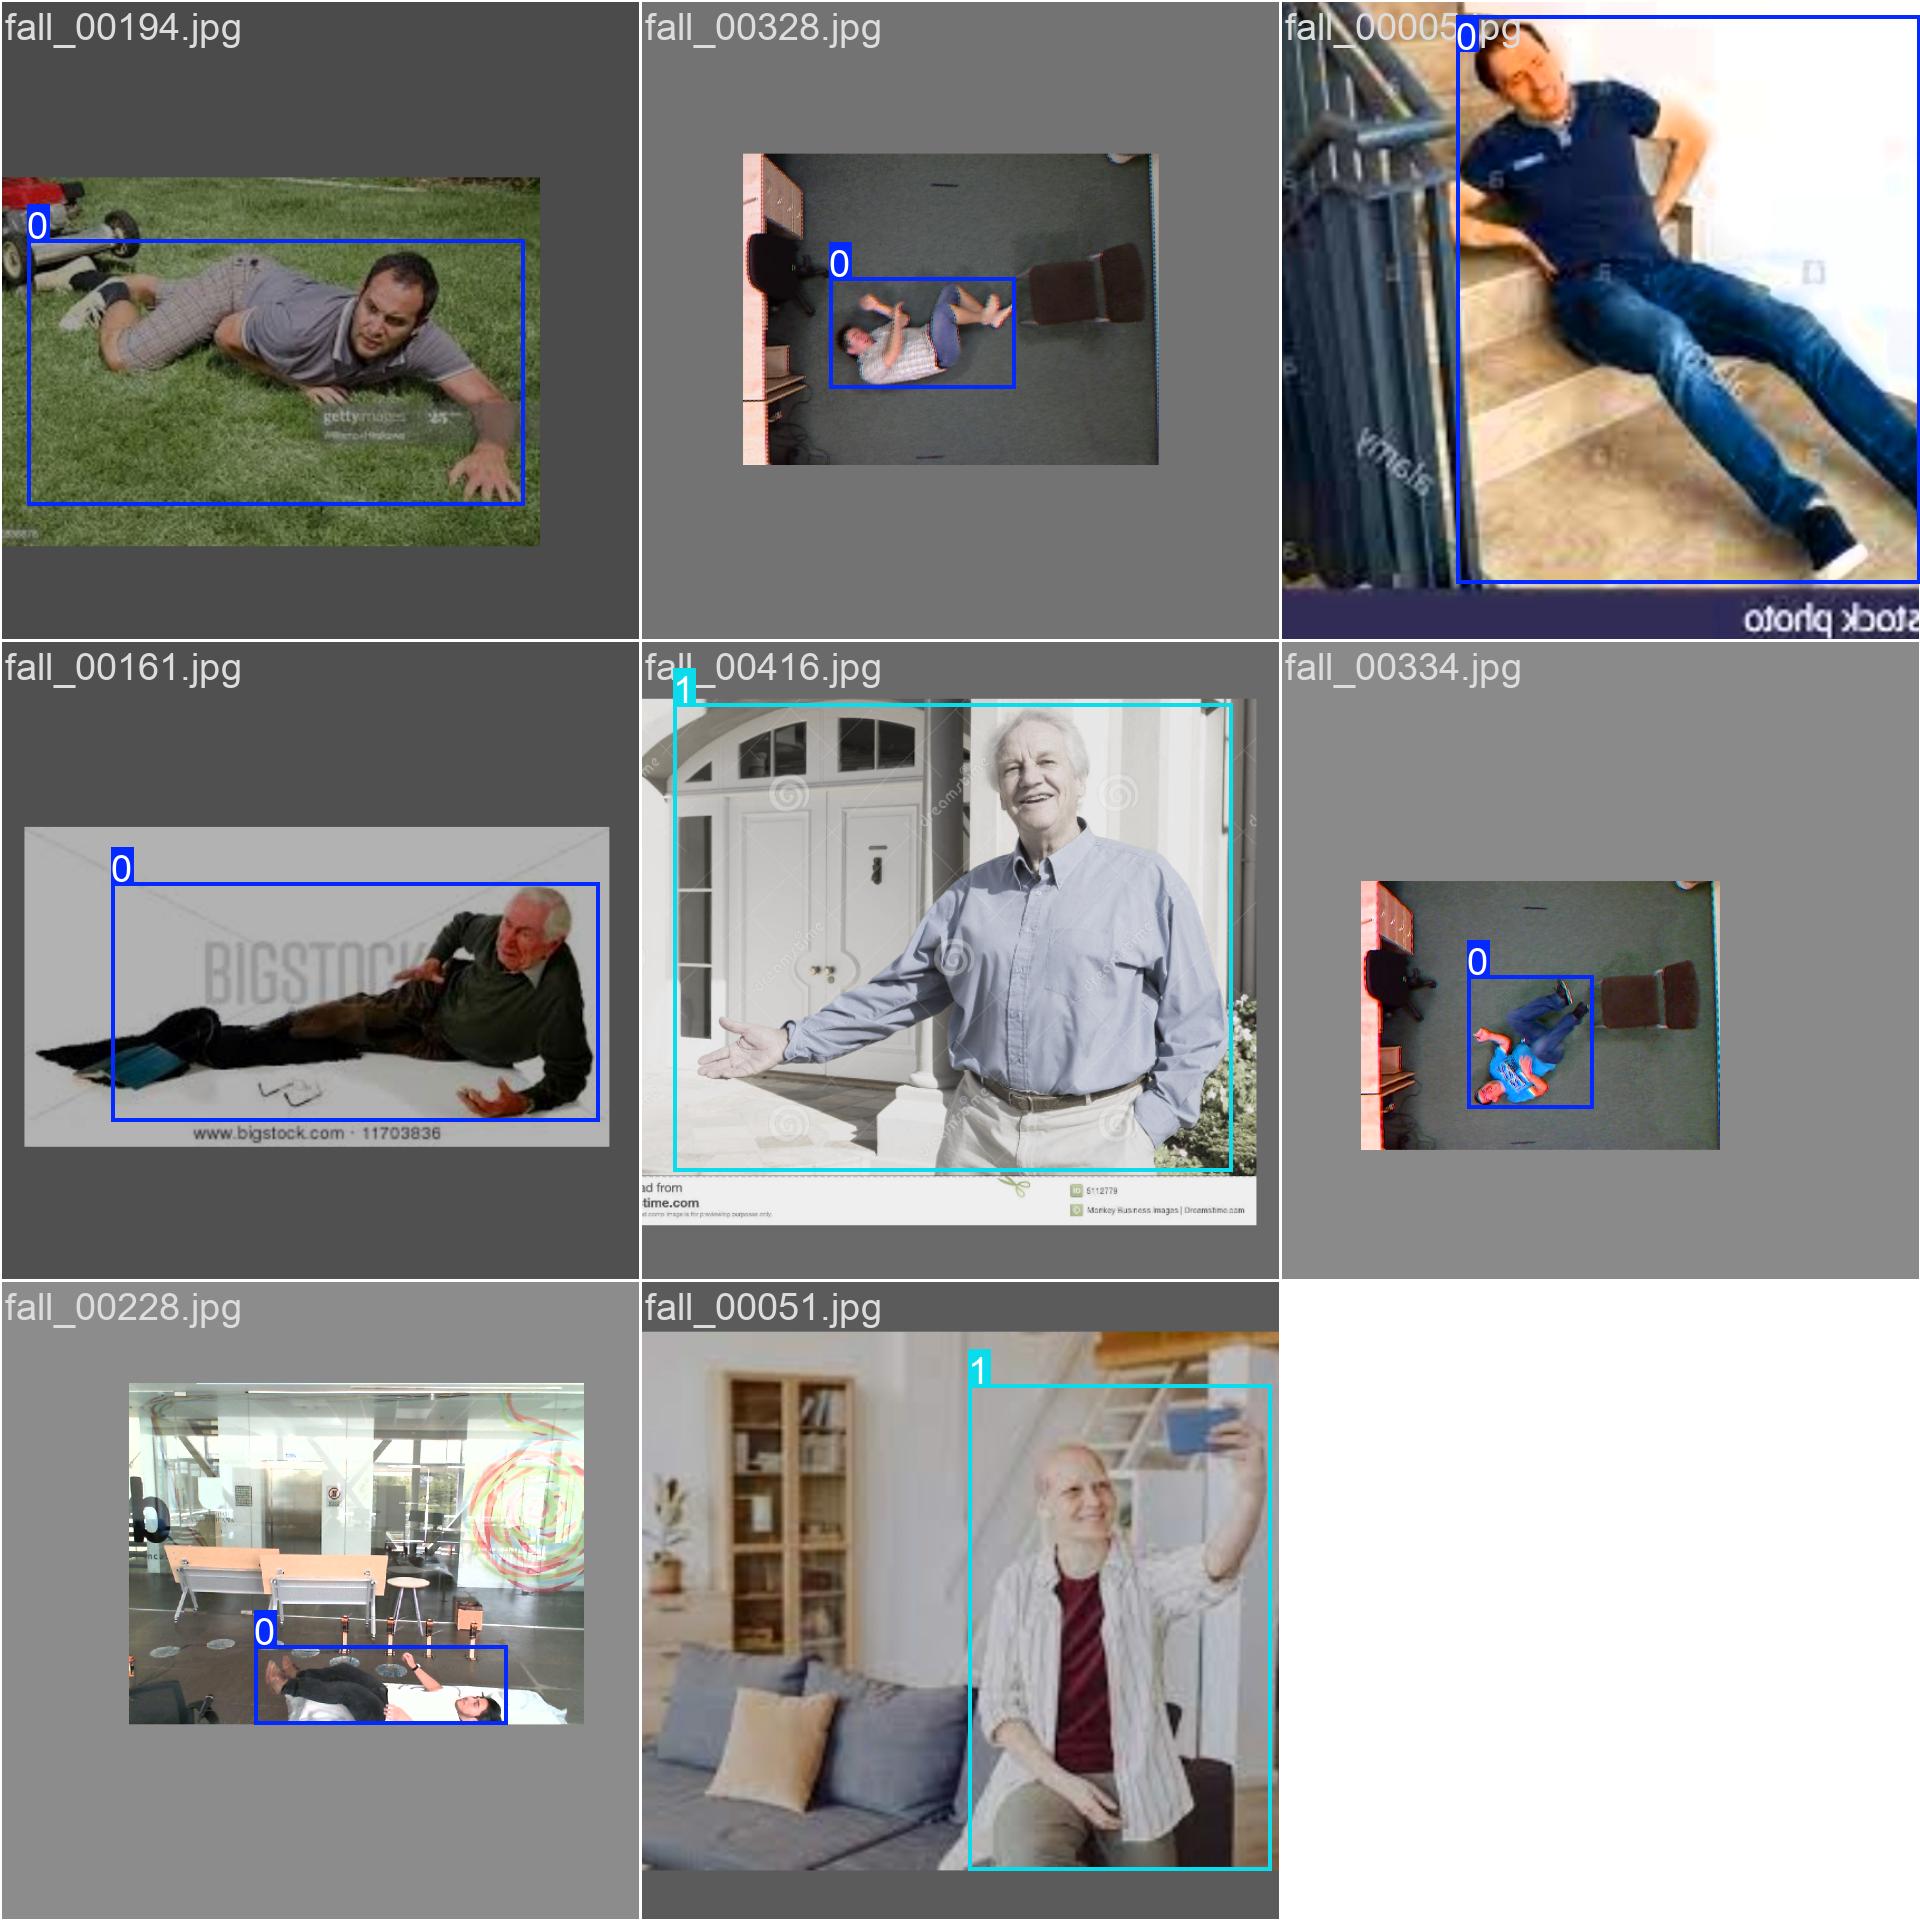 fall_00194.jpg
fall_00328.jpg
fall_00005.jpg
0
0
0
gettyimages
alamy
stock photo
fall_00161.jpg
fall_00416.jpg
fall_00334.jpg
0
1
0
BIGSTOCK
www.bigstock.com · 11703836
dreamstime
ad from
time.com
5112779
Monkey Business Images | Dreamstime.com
fall_00228.jpg
fall_00051.jpg
0
1